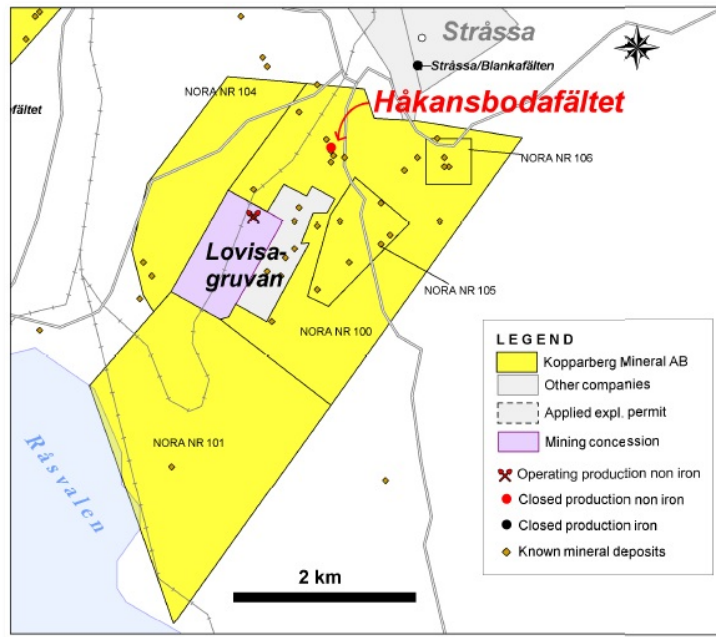 Stråssa
Stråssa/Blankafälten
fältet
NORA NR 104
Håkansbodafältet
NORA NR 106
Lovisa-
gruvan
NORA NR 105
NORA NR 100
NORA NR 101
Råsvalen
2 km
LEGEND
Kopparberg Mineral AB
Other companies
Applied expl. permit
Mining concession
Operating production non iron
Closed production non iron
Closed production iron
Known mineral deposits